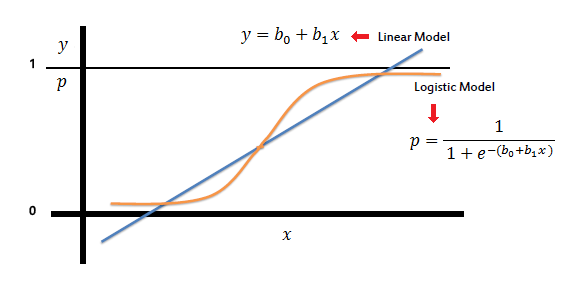 y = b₀ + b₁x
Linear Model
y
1
p
Logistic Model
p = 1 / (1 + e^−(b₀+b₁x))
0
x